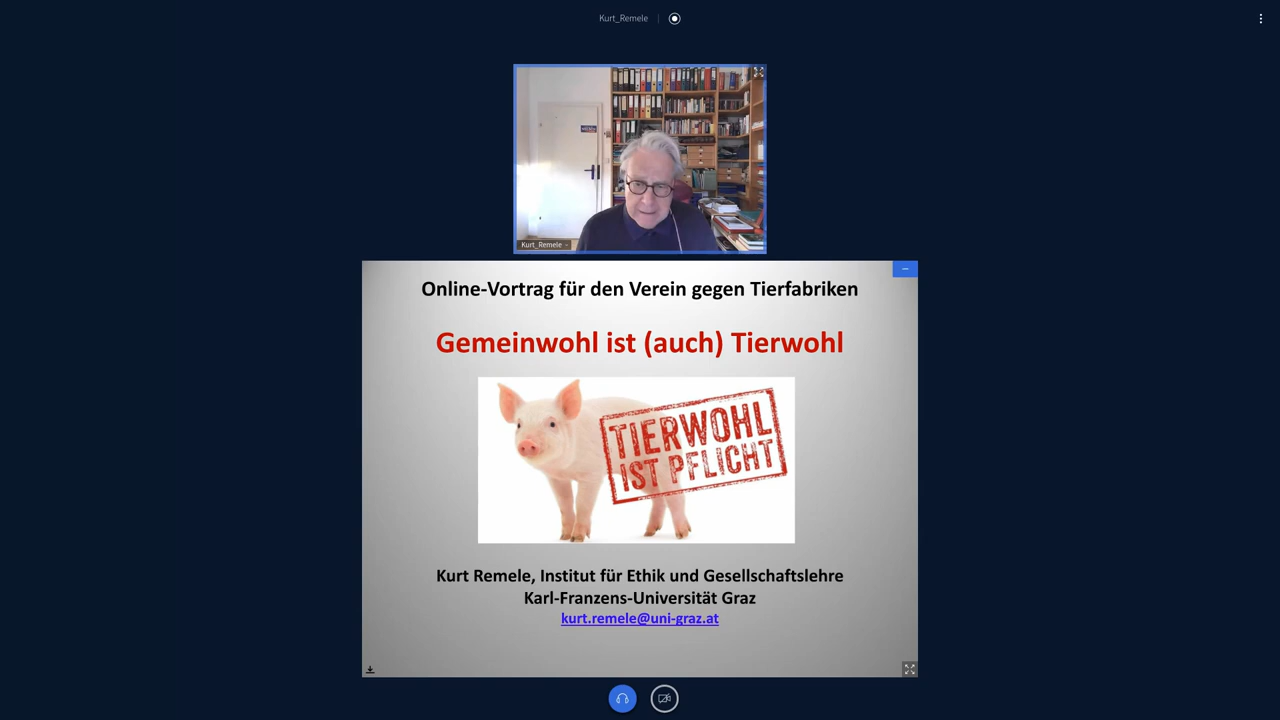 Kurt_Remele
Kurt_Remele
Online-Vortrag für den Verein gegen Tierfabriken
Gemeinwohl ist (auch) Tierwohl
TIERWOHL
IST PFLICHT
Kurt Remele, Institut für Ethik und Gesellschaftslehre
Karl-Franzens-Universität Graz
kurt.remele@uni-graz.at